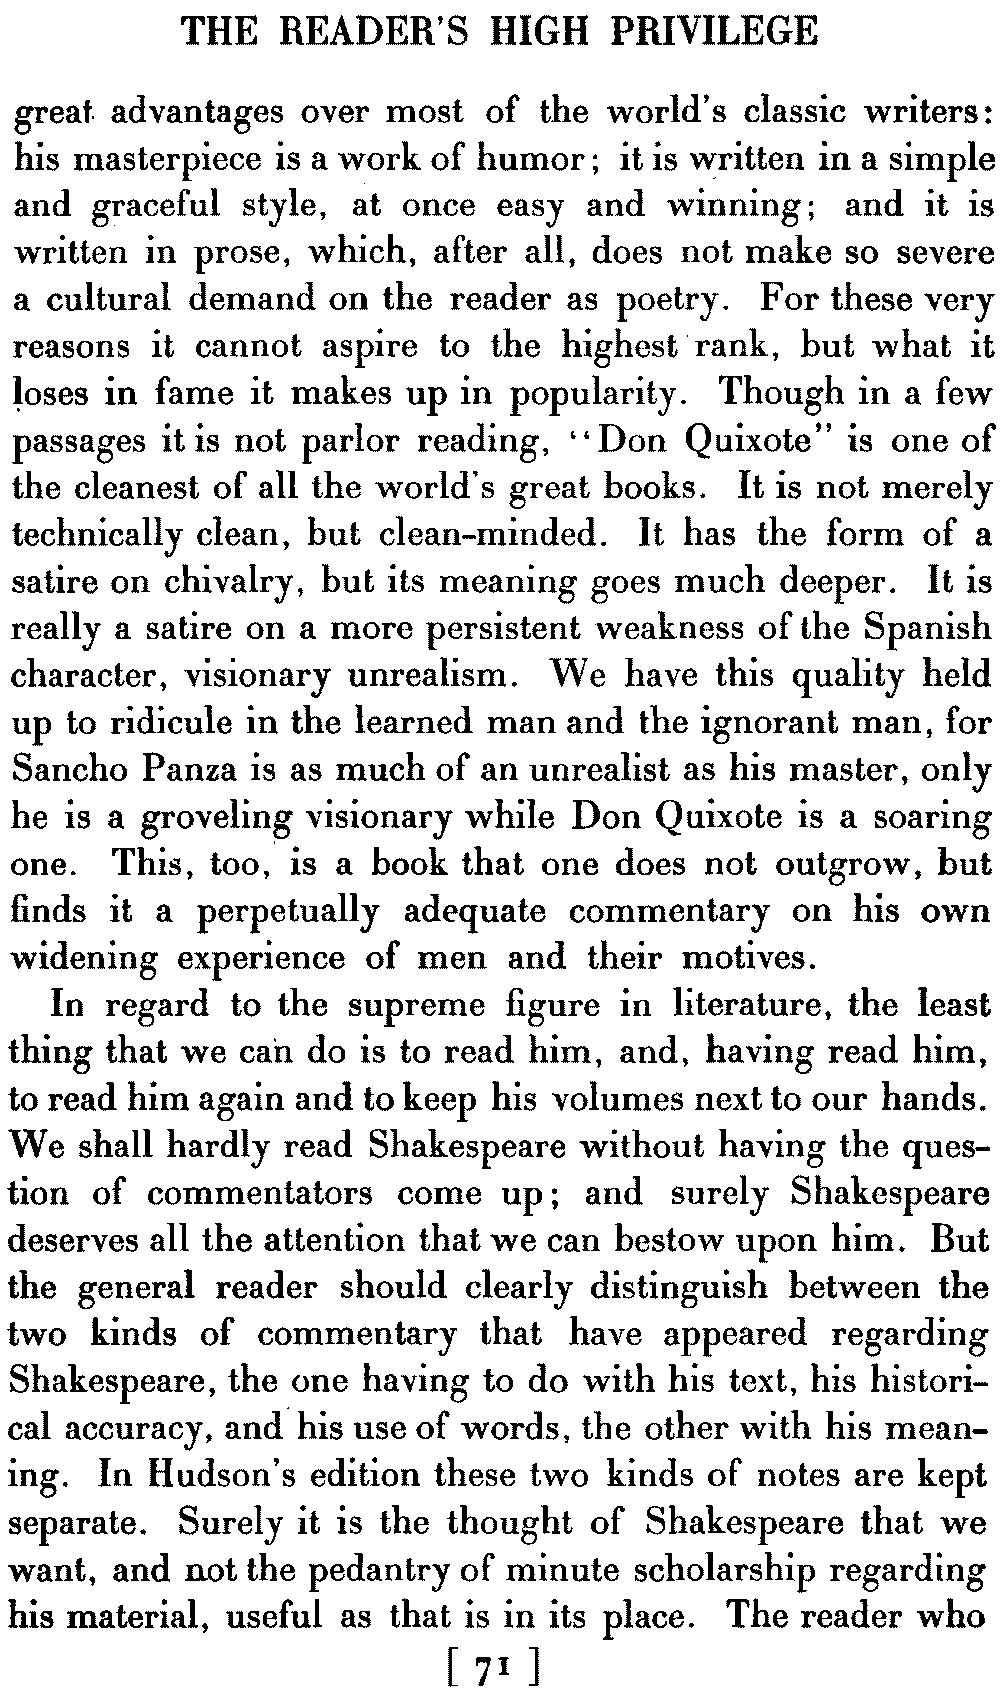 THE READER'S HIGH PRIVILEGE
great advantages over most of the world's classic writers:
his masterpiece is a work of humor; it is written in a simple
and graceful style, at once easy and winning; and it is
written in prose, which, after all, does not make so severe
a cultural demand on the reader as poetry. For these very
reasons it cannot aspire to the highest rank, but what it
loses in fame it makes up in popularity. Though in a few
passages it is not parlor reading, "Don Quixote" is one of
the cleanest of all the world's great books. It is not merely
technically clean, but clean-minded. It has the form of a
satire on chivalry, but its meaning goes much deeper. It is
really a satire on a more persistent weakness of the Spanish
character, visionary unrealism. We have this quality held
up to ridicule in the learned man and the ignorant man, for
Sancho Panza is as much of an unrealist as his master, only
he is a groveling visionary while Don Quixote is a soaring
one. This, too, is a book that one does not outgrow, but
finds it a perpetually adequate commentary on his own
widening experience of men and their motives.
In regard to the supreme figure in literature, the least
thing that we can do is to read him, and, having read him,
to read him again and to keep his volumes next to our hands.
We shall hardly read Shakespeare without having the ques-
tion of commentators come up; and surely Shakespeare
deserves all the attention that we can bestow upon him. But
the general reader should clearly distinguish between the
two kinds of commentary that have appeared regarding
Shakespeare, the one having to do with his text, his histori-
cal accuracy, and his use of words, the other with his mean-
ing. In Hudson's edition these two kinds of notes are kept
separate. Surely it is the thought of Shakespeare that we
want, and not the pedantry of minute scholarship regarding
his material, useful as that is in its place. The reader who
[ 71 ]